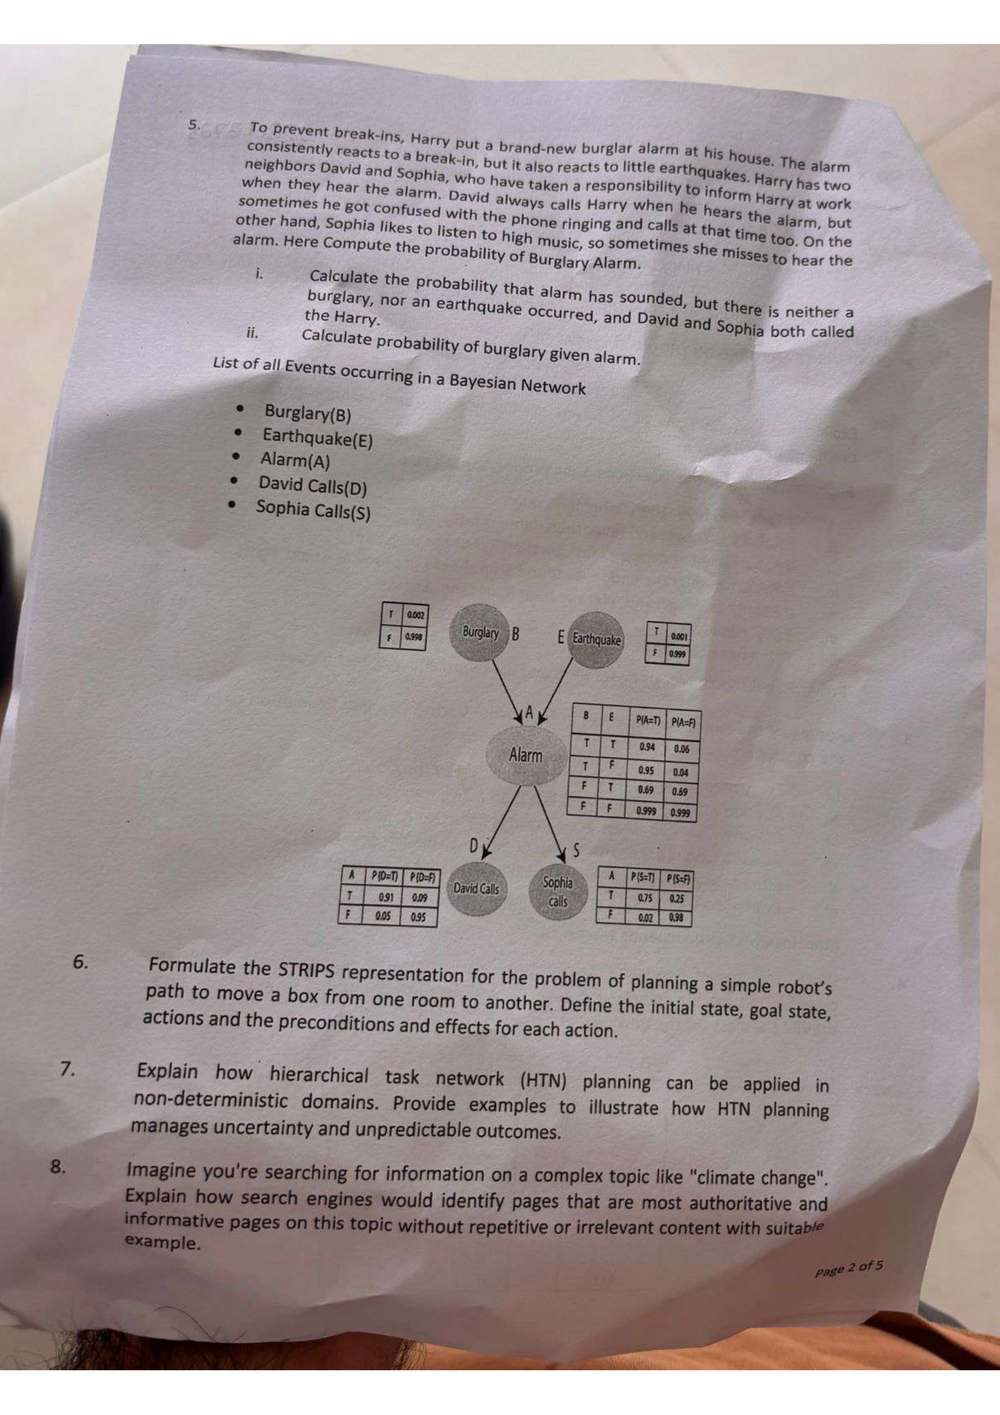 5. To prevent break-ins, Harry put a brand-new burglar alarm at his house. The alarm
consistently reacts to a break-in, but it also reacts to little earthquakes. Harry has two
neighbors David and Sophia, who have taken a responsibility to inform Harry at work
when they hear the alarm. David always calls Harry when he hears the alarm, but
sometimes he got confused with the phone ringing and calls at that time too. On the
other hand, Sophia likes to listen to high music, so sometimes she misses to hear the
alarm. Here Compute the probability of Burglary Alarm.
i. Calculate the probability that alarm has sounded, but there is neither a
burglary, nor an earthquake occurred, and David and Sophia both called
the Harry.
ii. Calculate probability of burglary given alarm.
List of all Events occurring in a Bayesian Network
• Burglary(B)
• Earthquake(E)
• Alarm(A)
• David Calls(D)
• Sophia Calls(S)
T 0.002
F 0.998
Burglary B
E Earthquake
T 0.001
F 0.999
A
Alarm
B E P(A=T) P(A=F)
T T 0.94 0.06
T F 0.95 0.04
F T 0.69 0.69
F F 0.999 0.999
D
S
A P(D=T) P(D=F)
T 0.91 0.09
F 0.05 0.95
David Calls
Sophia
calls
A P(S=T) P(S=F)
T 0.75 0.25
F 0.02 0.98
6. Formulate the STRIPS representation for the problem of planning a simple robot's
path to move a box from one room to another. Define the initial state, goal state,
actions and the preconditions and effects for each action.
7. Explain how hierarchical task network (HTN) planning can be applied in
non-deterministic domains. Provide examples to illustrate how HTN planning
manages uncertainty and unpredictable outcomes.
8. Imagine you're searching for information on a complex topic like "climate change".
Explain how search engines would identify pages that are most authoritative and
informative pages on this topic without repetitive or irrelevant content with suitable
example.
Page 2 of 5